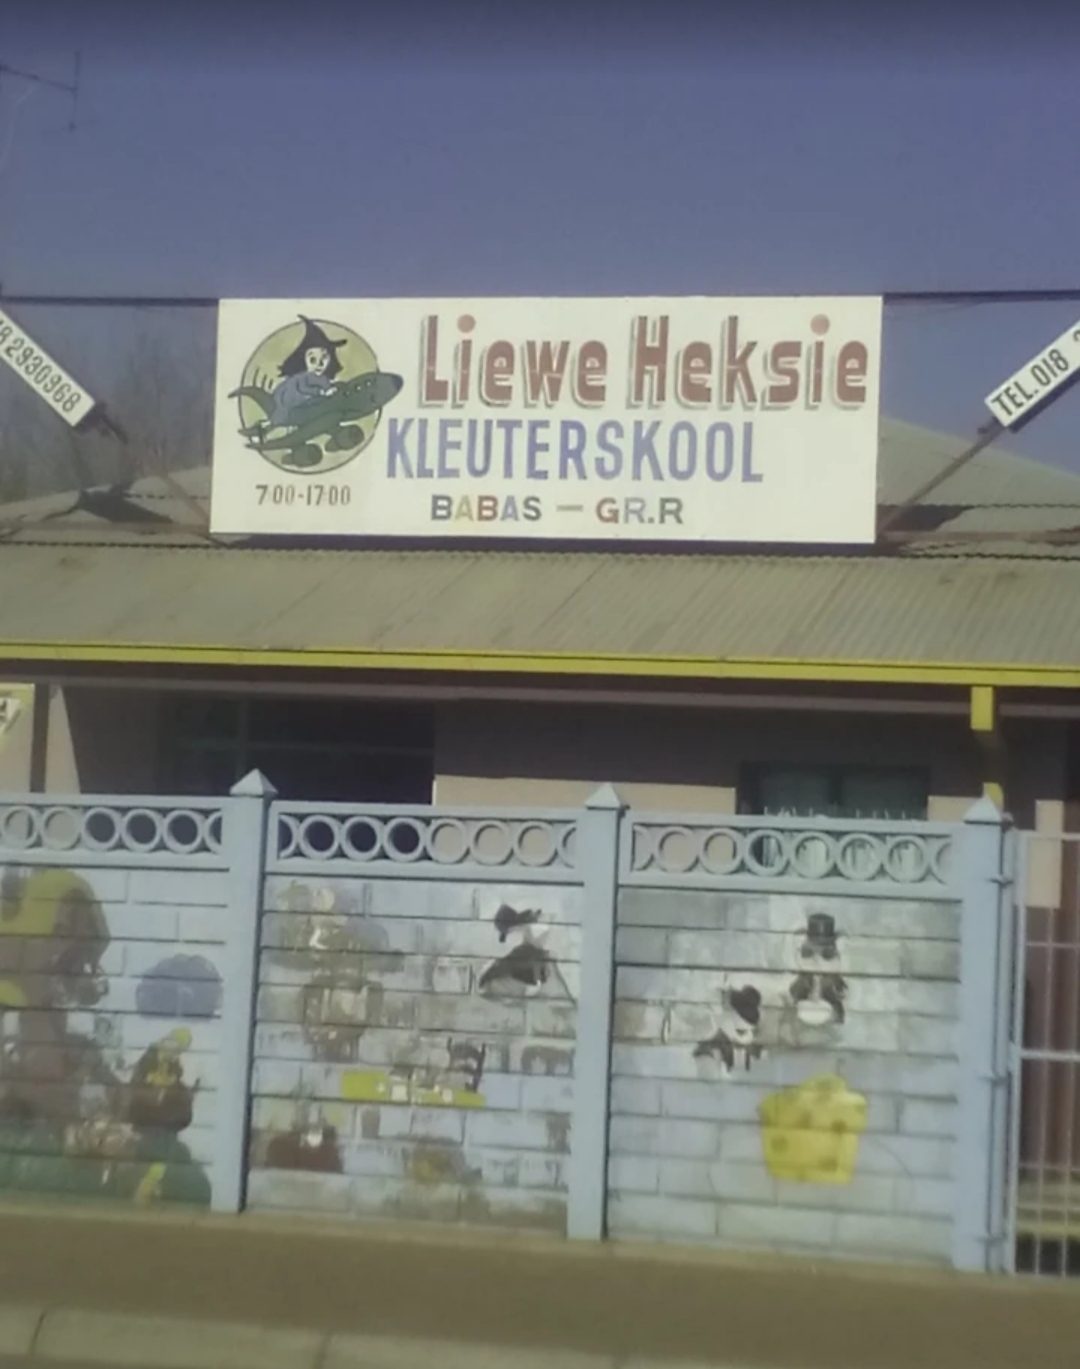 Liewe Heksie
KLEUTERSKOOL
7 00-17 00
BABAS – GR.R
2930968
TEL.018